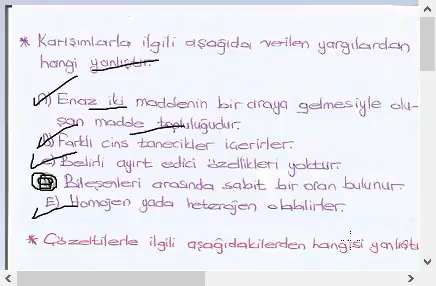 * Karışımlarla ilgili aşağıda verilen yargılardan
hangi yanlıştır.
A) Enaz iki maddenin bir araya gelmesiyle olu-
şan madde topluluğudur.
B) Farklı cins tanecikler içerirler.
C) Belirli ayırt edici özellikleri yoktur.
D) Bileşenleri arasında sabit bir oran bulunur.
E) Homojen yada heterojen olabilirler.
* Çözeltilerle ilgili aşağıdakilerden hangisi yanlıştı